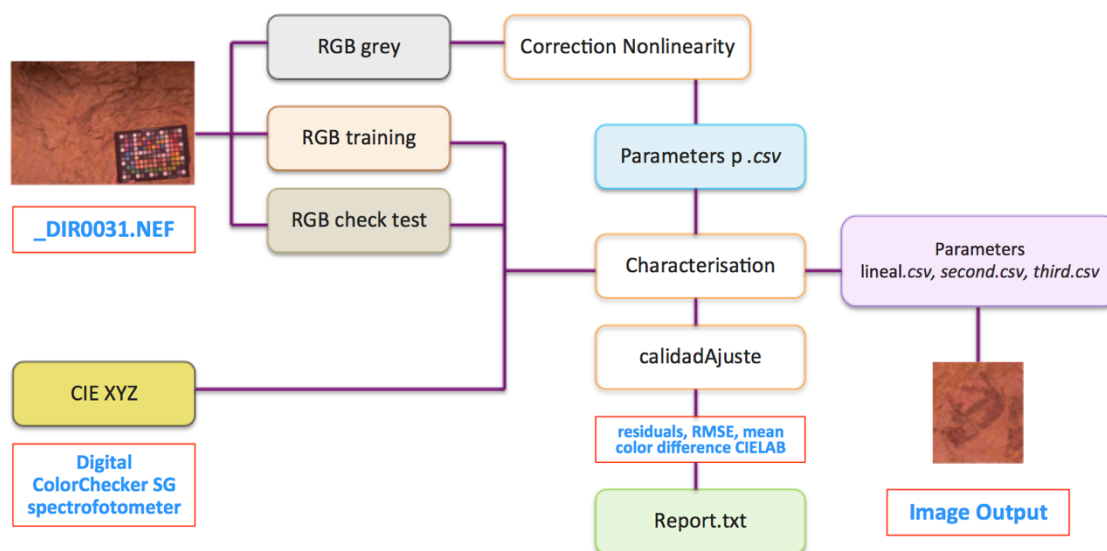 RGB grey
Correction Nonlinearity
RGB training
Parameters p .csv
_DIR0031.NEF
RGB check test
Characterisation
Parameters
lineal.csv, second.csv, third.csv
calidadAjuste
CIE XYZ
residuals, RMSE, mean
color difference CIELAB
Digital
ColorChecker SG
spectrofotometer
Report.txt
Image Output